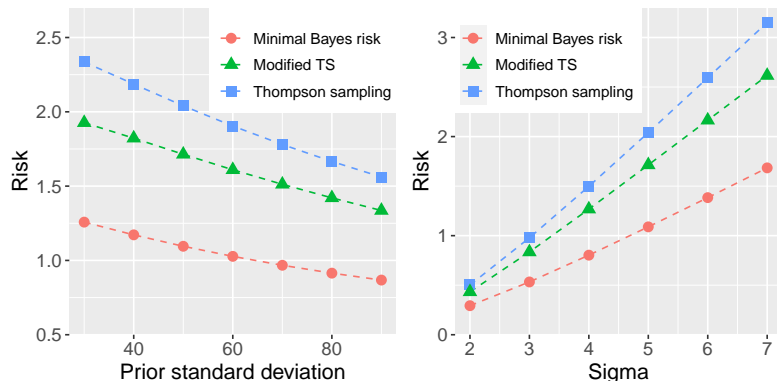 2.5
2.0
1.5
1.0
0.5
Risk
40
60
80
Prior standard deviation
Minimal Bayes risk
Modified TS
Thompson sampling
3
2
1
0
Risk
2
3
4
5
6
7
Sigma
Minimal Bayes risk
Modified TS
Thompson sampling